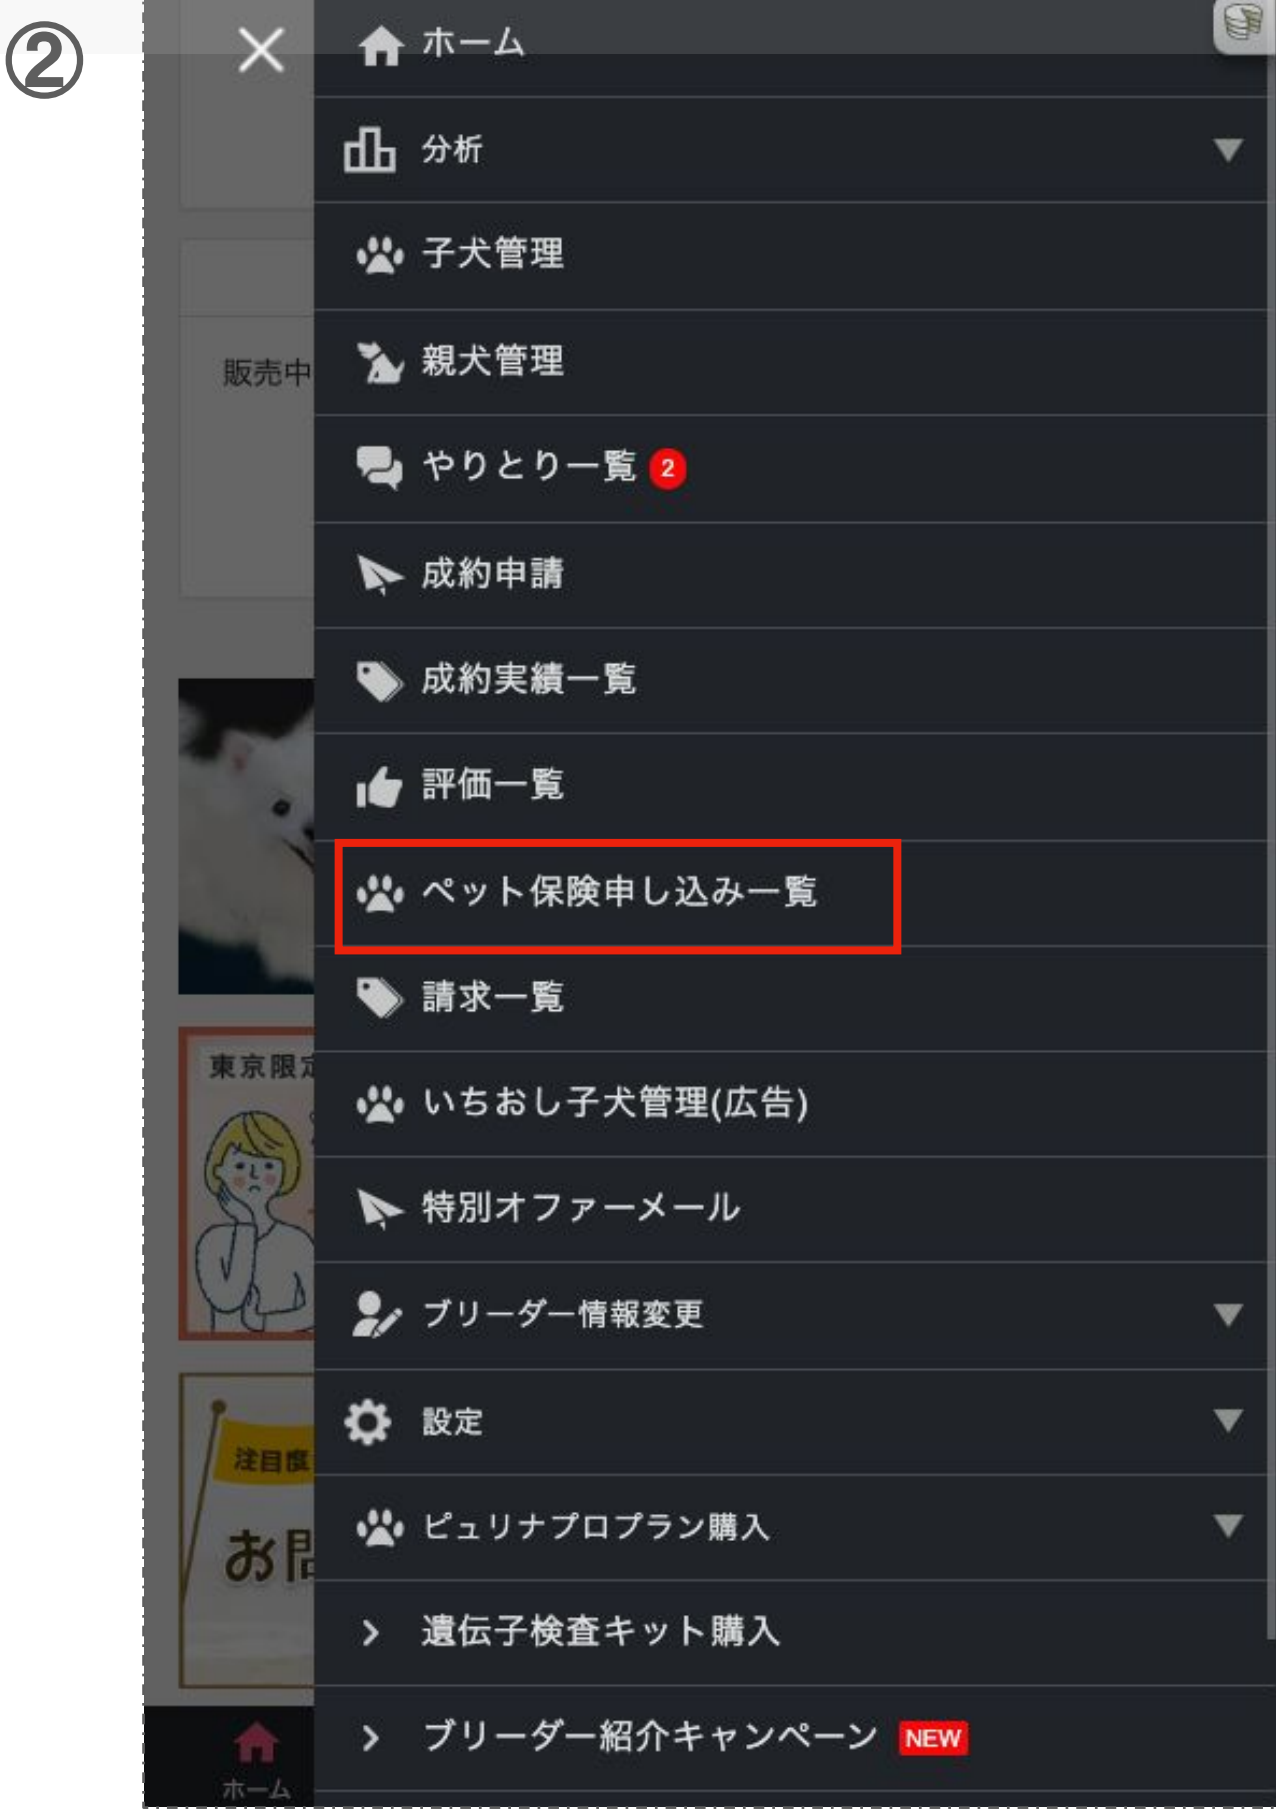 ②
ホーム
分析
子犬管理
販売中
親犬管理
やりとり一覧 2
成約申請
成約実績一覧
評価一覧
ペット保険申し込み一覧
請求一覧
東京限定
いちおし子犬管理(広告)
特別オファーメール
ブリーダー情報変更
設定
注目度
お問
ピュリナプロプラン購入
遺伝子検査キット購入
ブリーダー紹介キャンペーン NEW
ホーム